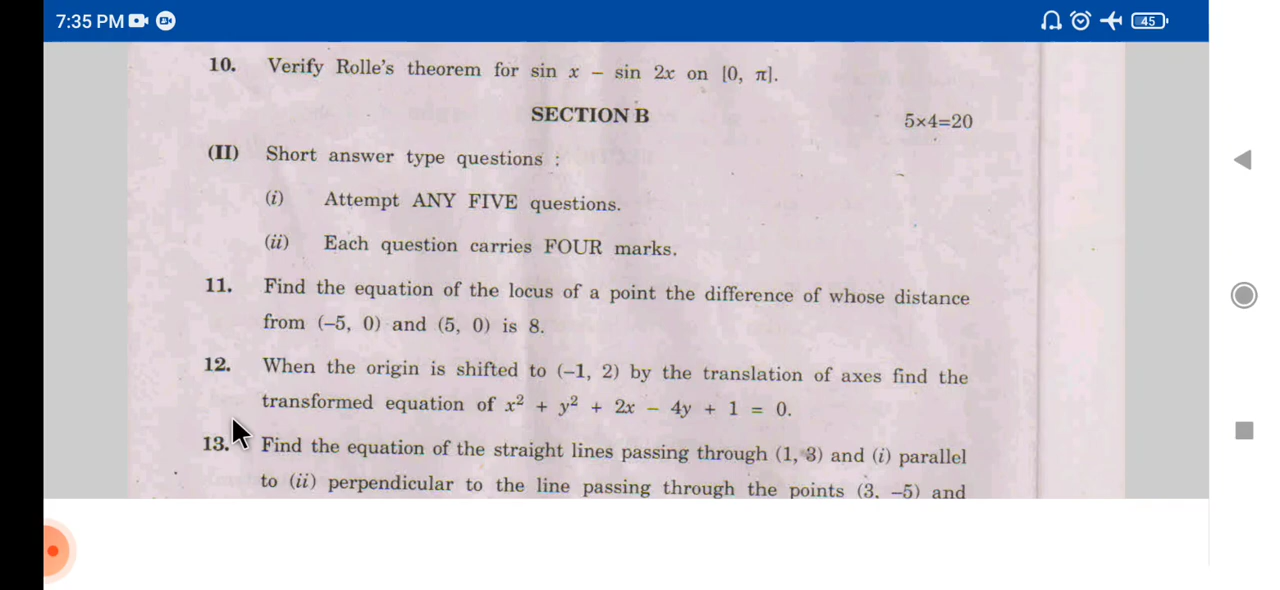 7:35 PM
45
10. Verify Rolle's theorem for sin x – sin 2x on [0, π].
SECTION B
5×4=20
(II) Short answer type questions :
(i) Attempt ANY FIVE questions.
(ii) Each question carries FOUR marks.
11. Find the equation of the locus of a point the difference of whose distance
from (–5, 0) and (5, 0) is 8.
12. When the origin is shifted to (–1, 2) by the translation of axes find the
transformed equation of x² + y² + 2x – 4y + 1 = 0.
13. Find the equation of the straight lines passing through (1, 3) and (i) parallel
to (ii) perpendicular to the line passing through the points (3, –5) and